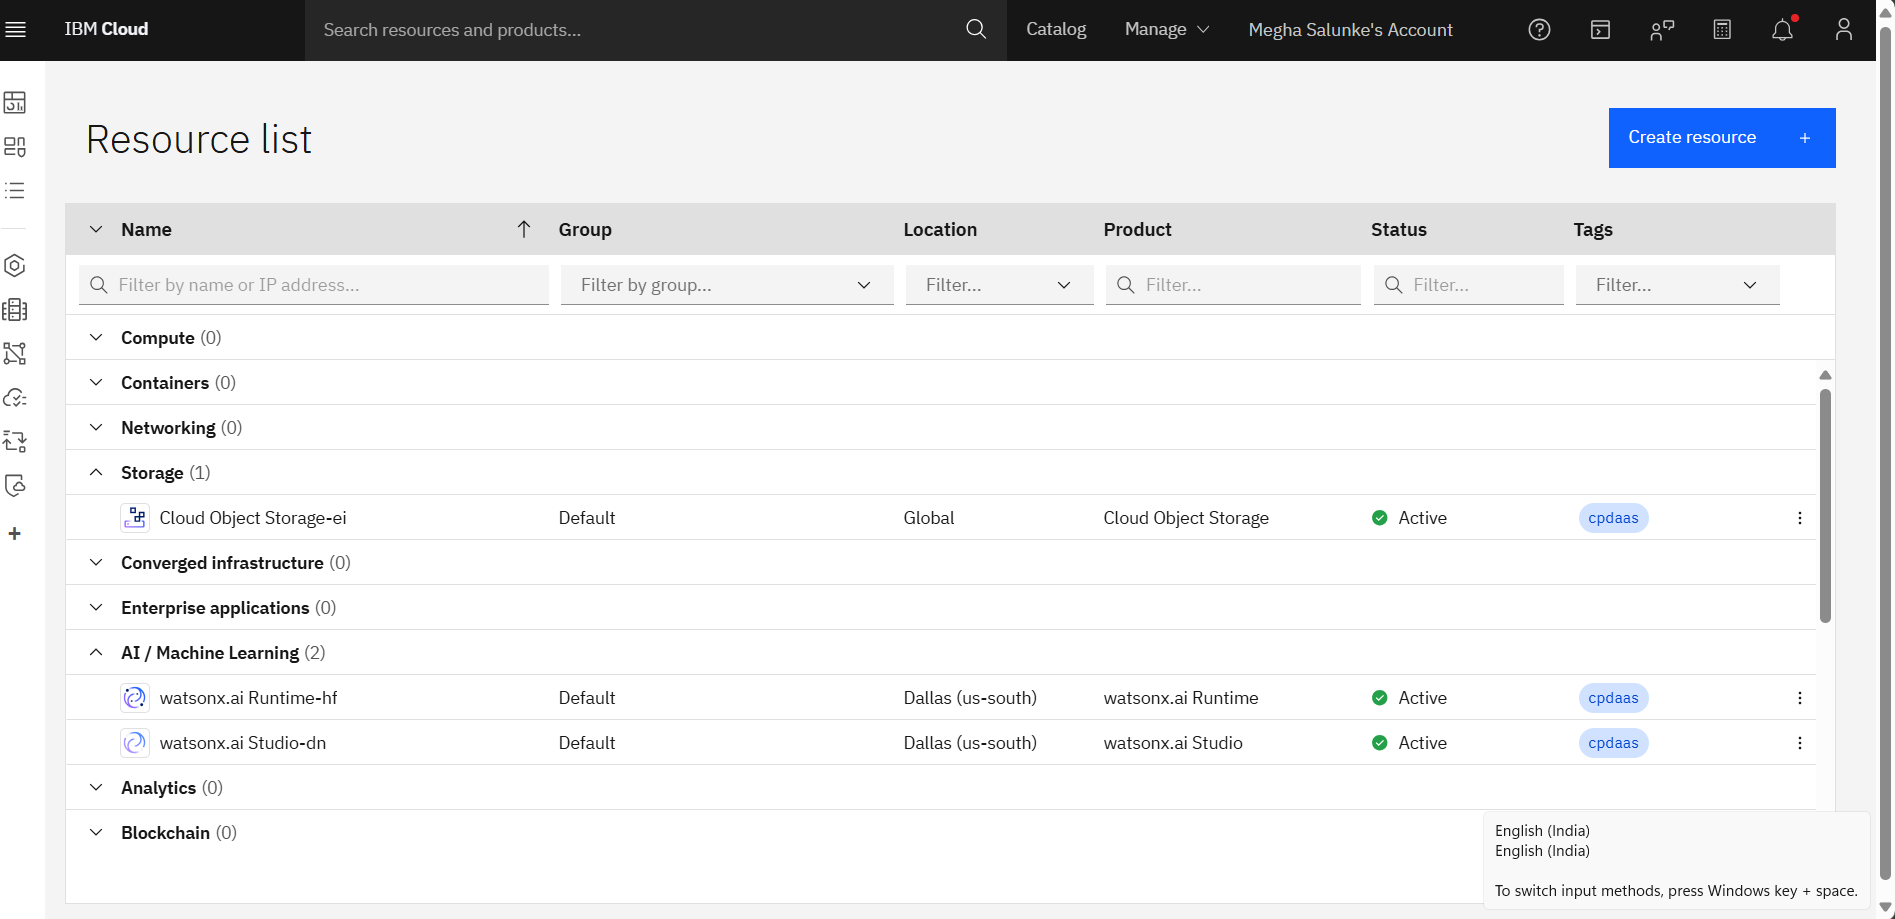 IBM Cloud
Search resources and products...
Catalog
Manage
Megha Salunke's Account
Resource list
Create resource +
Name Group Location Product Status Tags
Filter by name or IP address... Filter by group... Filter... Filter... Filter... Filter...
Compute (0)
Containers (0)
Networking (0)
Storage (1)
Cloud Object Storage-ei Default Global Cloud Object Storage Active cpdaas
Converged infrastructure (0)
Enterprise applications (0)
AI / Machine Learning (2)
watsonx.ai Runtime-hf Default Dallas (us-south) watsonx.ai Runtime Active cpdaas
watsonx.ai Studio-dn Default Dallas (us-south) watsonx.ai Studio Active cpdaas
Analytics (0)
Blockchain (0)
English (India)
English (India)
To switch input methods, press Windows key + space.